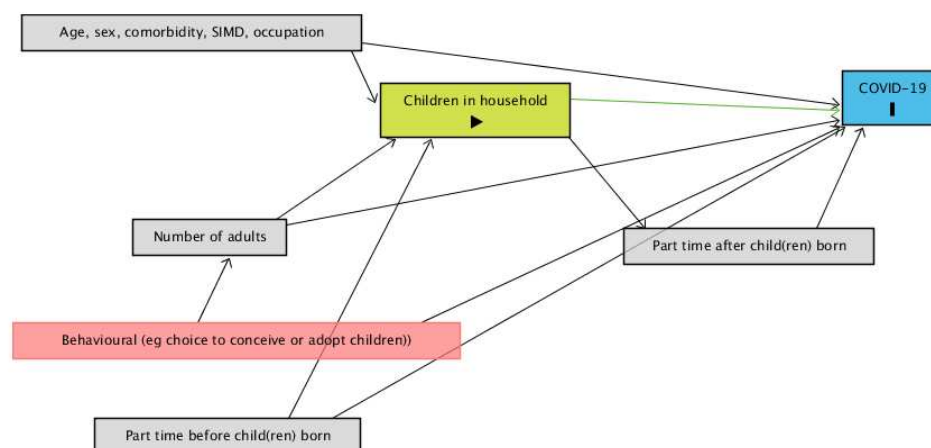 Age, sex, comorbidity, SIMD, occupation
COVID-19
Children in household
Number of adults
Part time after child(ren) born
Behavioural (eg choice to conceive or adopt children))
Part time before child(ren) born